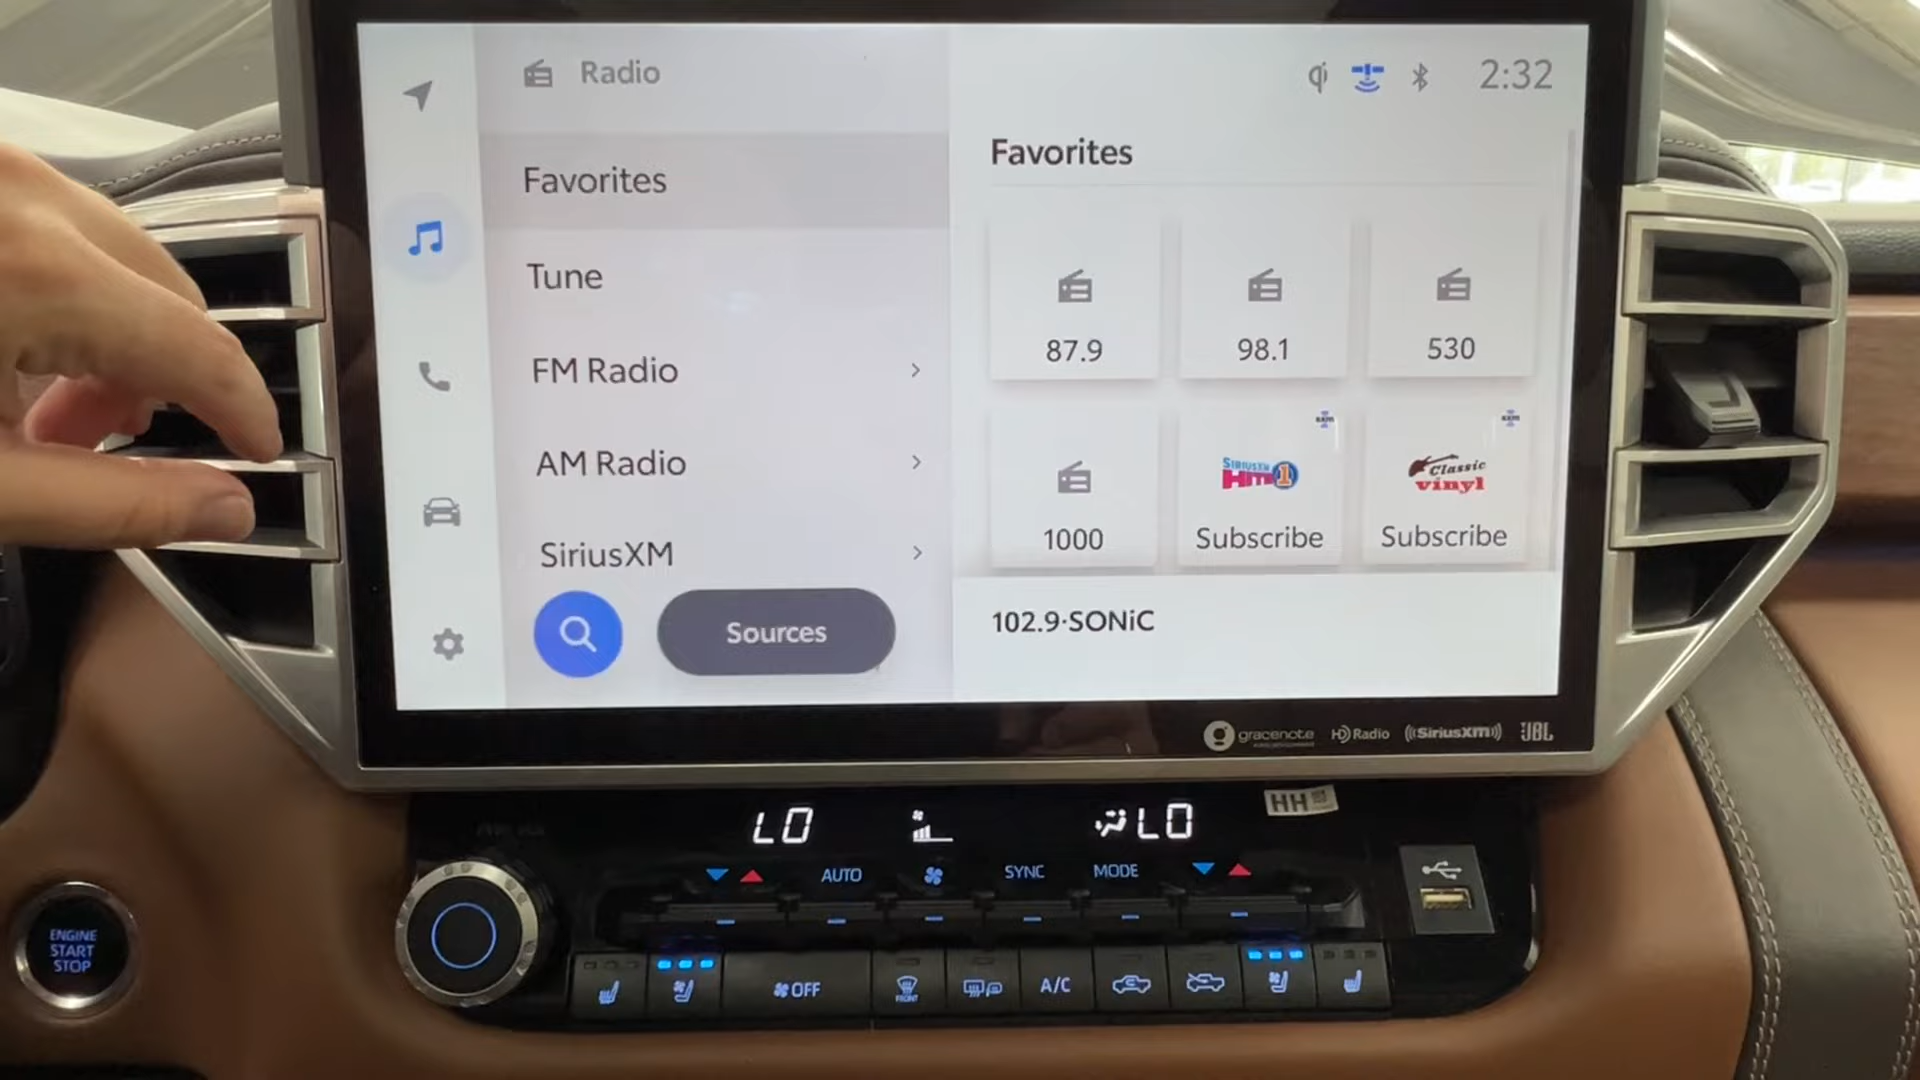 Radio
2:32
Favorites
Tune
FM Radio
AM Radio
SiriusXM
Sources
Favorites
87.9
98.1
530
1000
SIRIUSXM
HITS 1
Subscribe
sxm
Classic
vinyl
Subscribe
sxm
102.9·SONiC
gracenote
HD Radio
((SiriusXM))
JBL
LO
LO
HH
AUTO
SYNC
MODE
ENGINE
START
STOP
OFF
FRONT
A/C